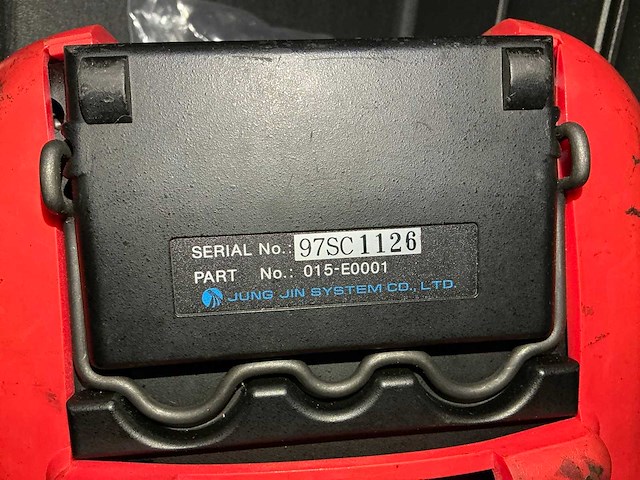 SERIAL No.: 97SC1126
PART No.: 015-E0001
JUNG JIN SYSTEM CO., LTD.